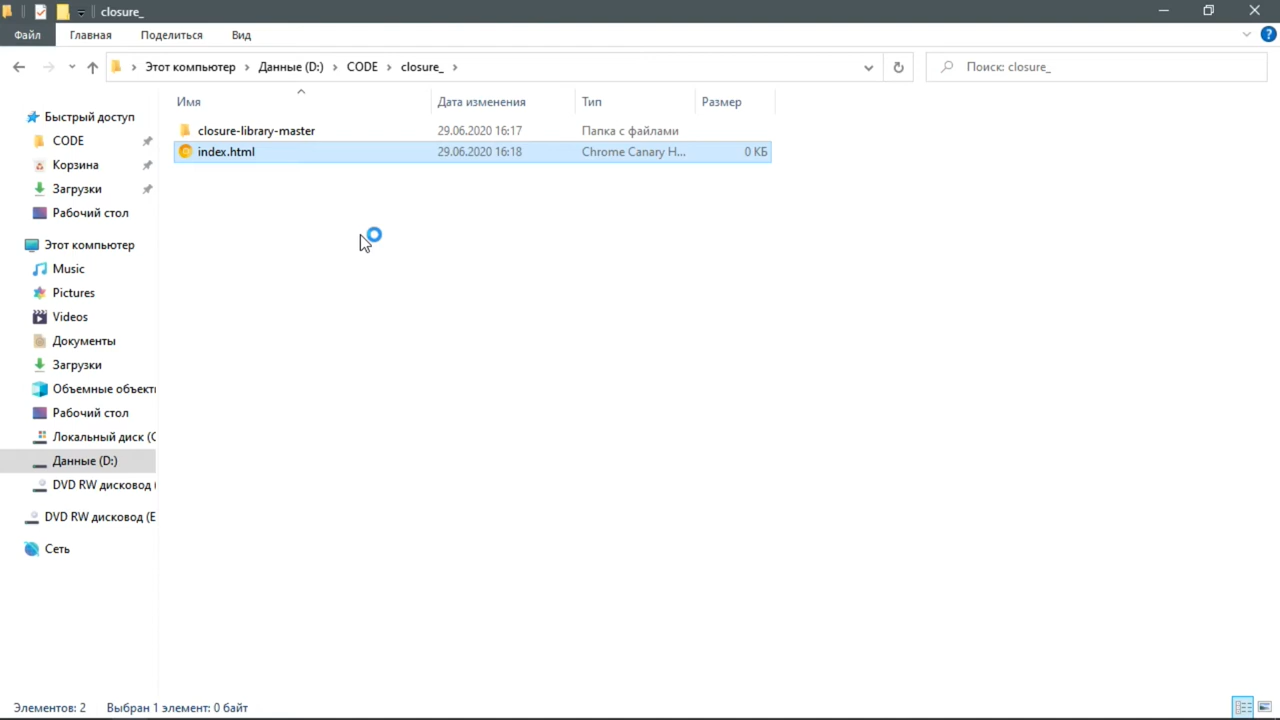 closure_
Файл Главная Поделиться Вид
Этот компьютер Данные (D:) CODE closure_ Поиск: closure_
Имя Дата изменения Тип Размер
closure-library-master 29.06.2020 16:17 Папка с файлами
index.html 29.06.2020 16:18 Chrome Canary H... 0 КБ
Быстрый доступ
CODE
Корзина
Загрузки
Рабочий стол
Этот компьютер
Music
Pictures
Videos
Документы
Загрузки
Объемные объекты
Рабочий стол
Локальный диск (C
Данные (D:)
DVD RW дисковод (
DVD RW дисковод (E
Сеть
Элементов: 2 Выбран 1 элемент: 0 байт